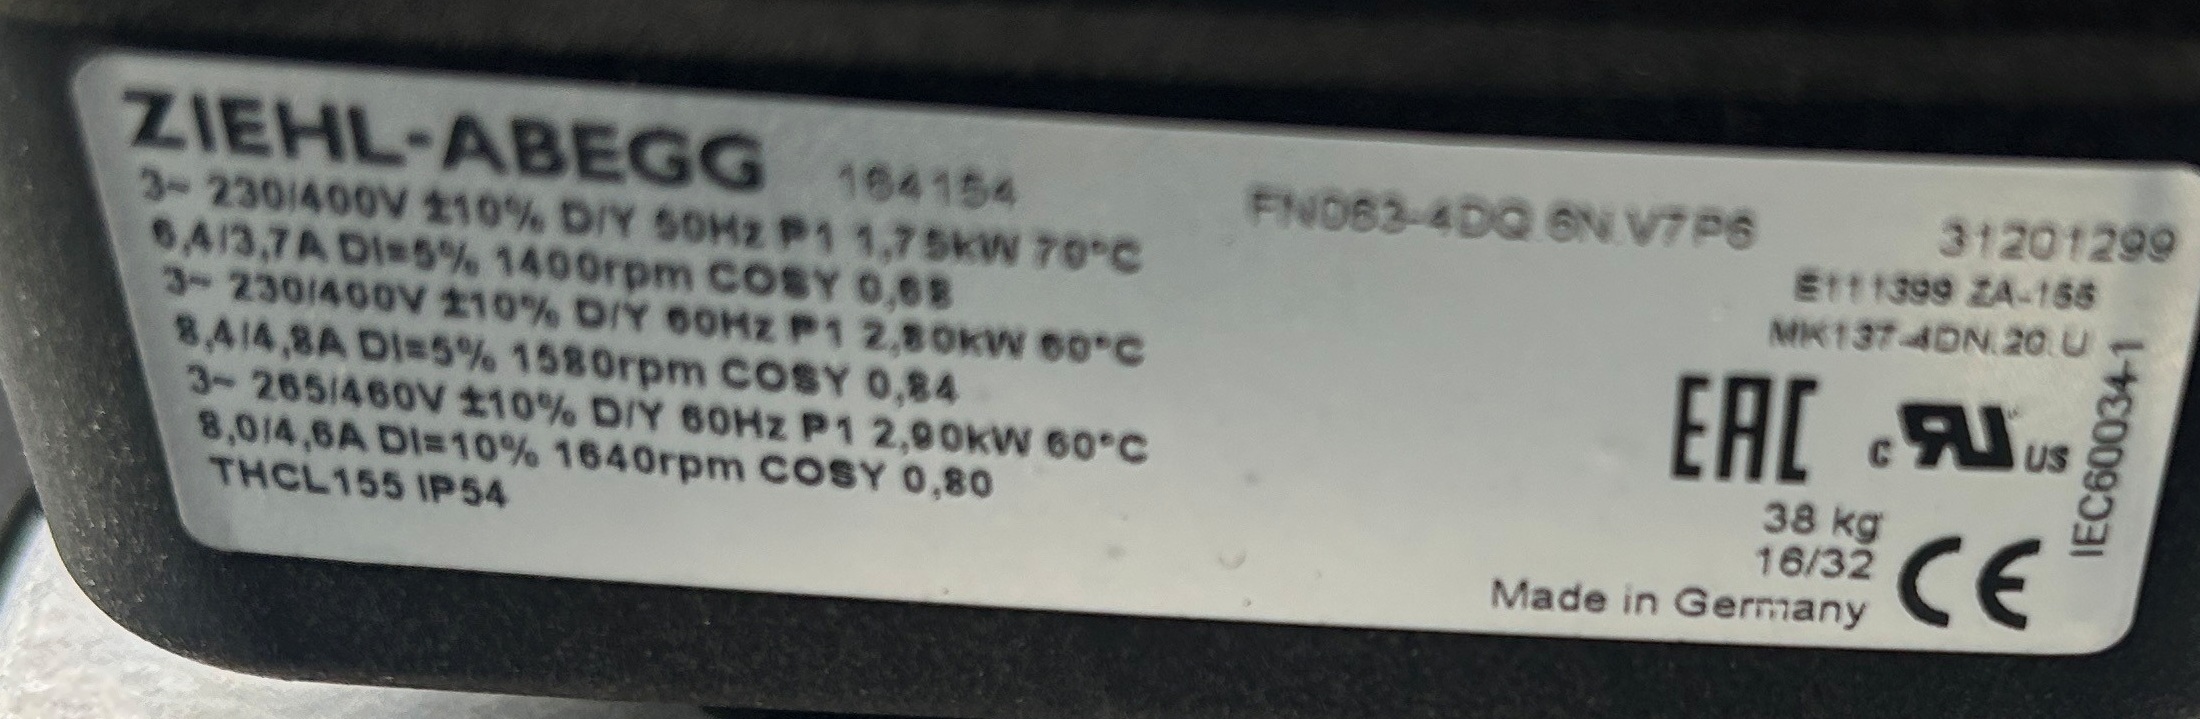 ZIEHL-ABEGG 164154 FN063-4DQ.6N.V7P6 31201299
3~ 230/400V ±10% D/Y 50Hz P1 1,75kW 70°C
6,4/3,7A DI=5% 1400rpm COSY 0,68
3~ 230/400V ±10% D/Y 60Hz P1 2,80kW 60°C
8,4/4,8A DI=5% 1580rpm COSY 0,84
3~ 265/460V ±10% D/Y 60Hz P1 2,90kW 60°C
8,0/4,6A DI=10% 1640rpm COSY 0,80
THCL155 IP54
E111399 ZA-155
MK137-4DN.20.U
IEC60034-1
EAC
c RU US
38 kg
16/32
Made in Germany
CE